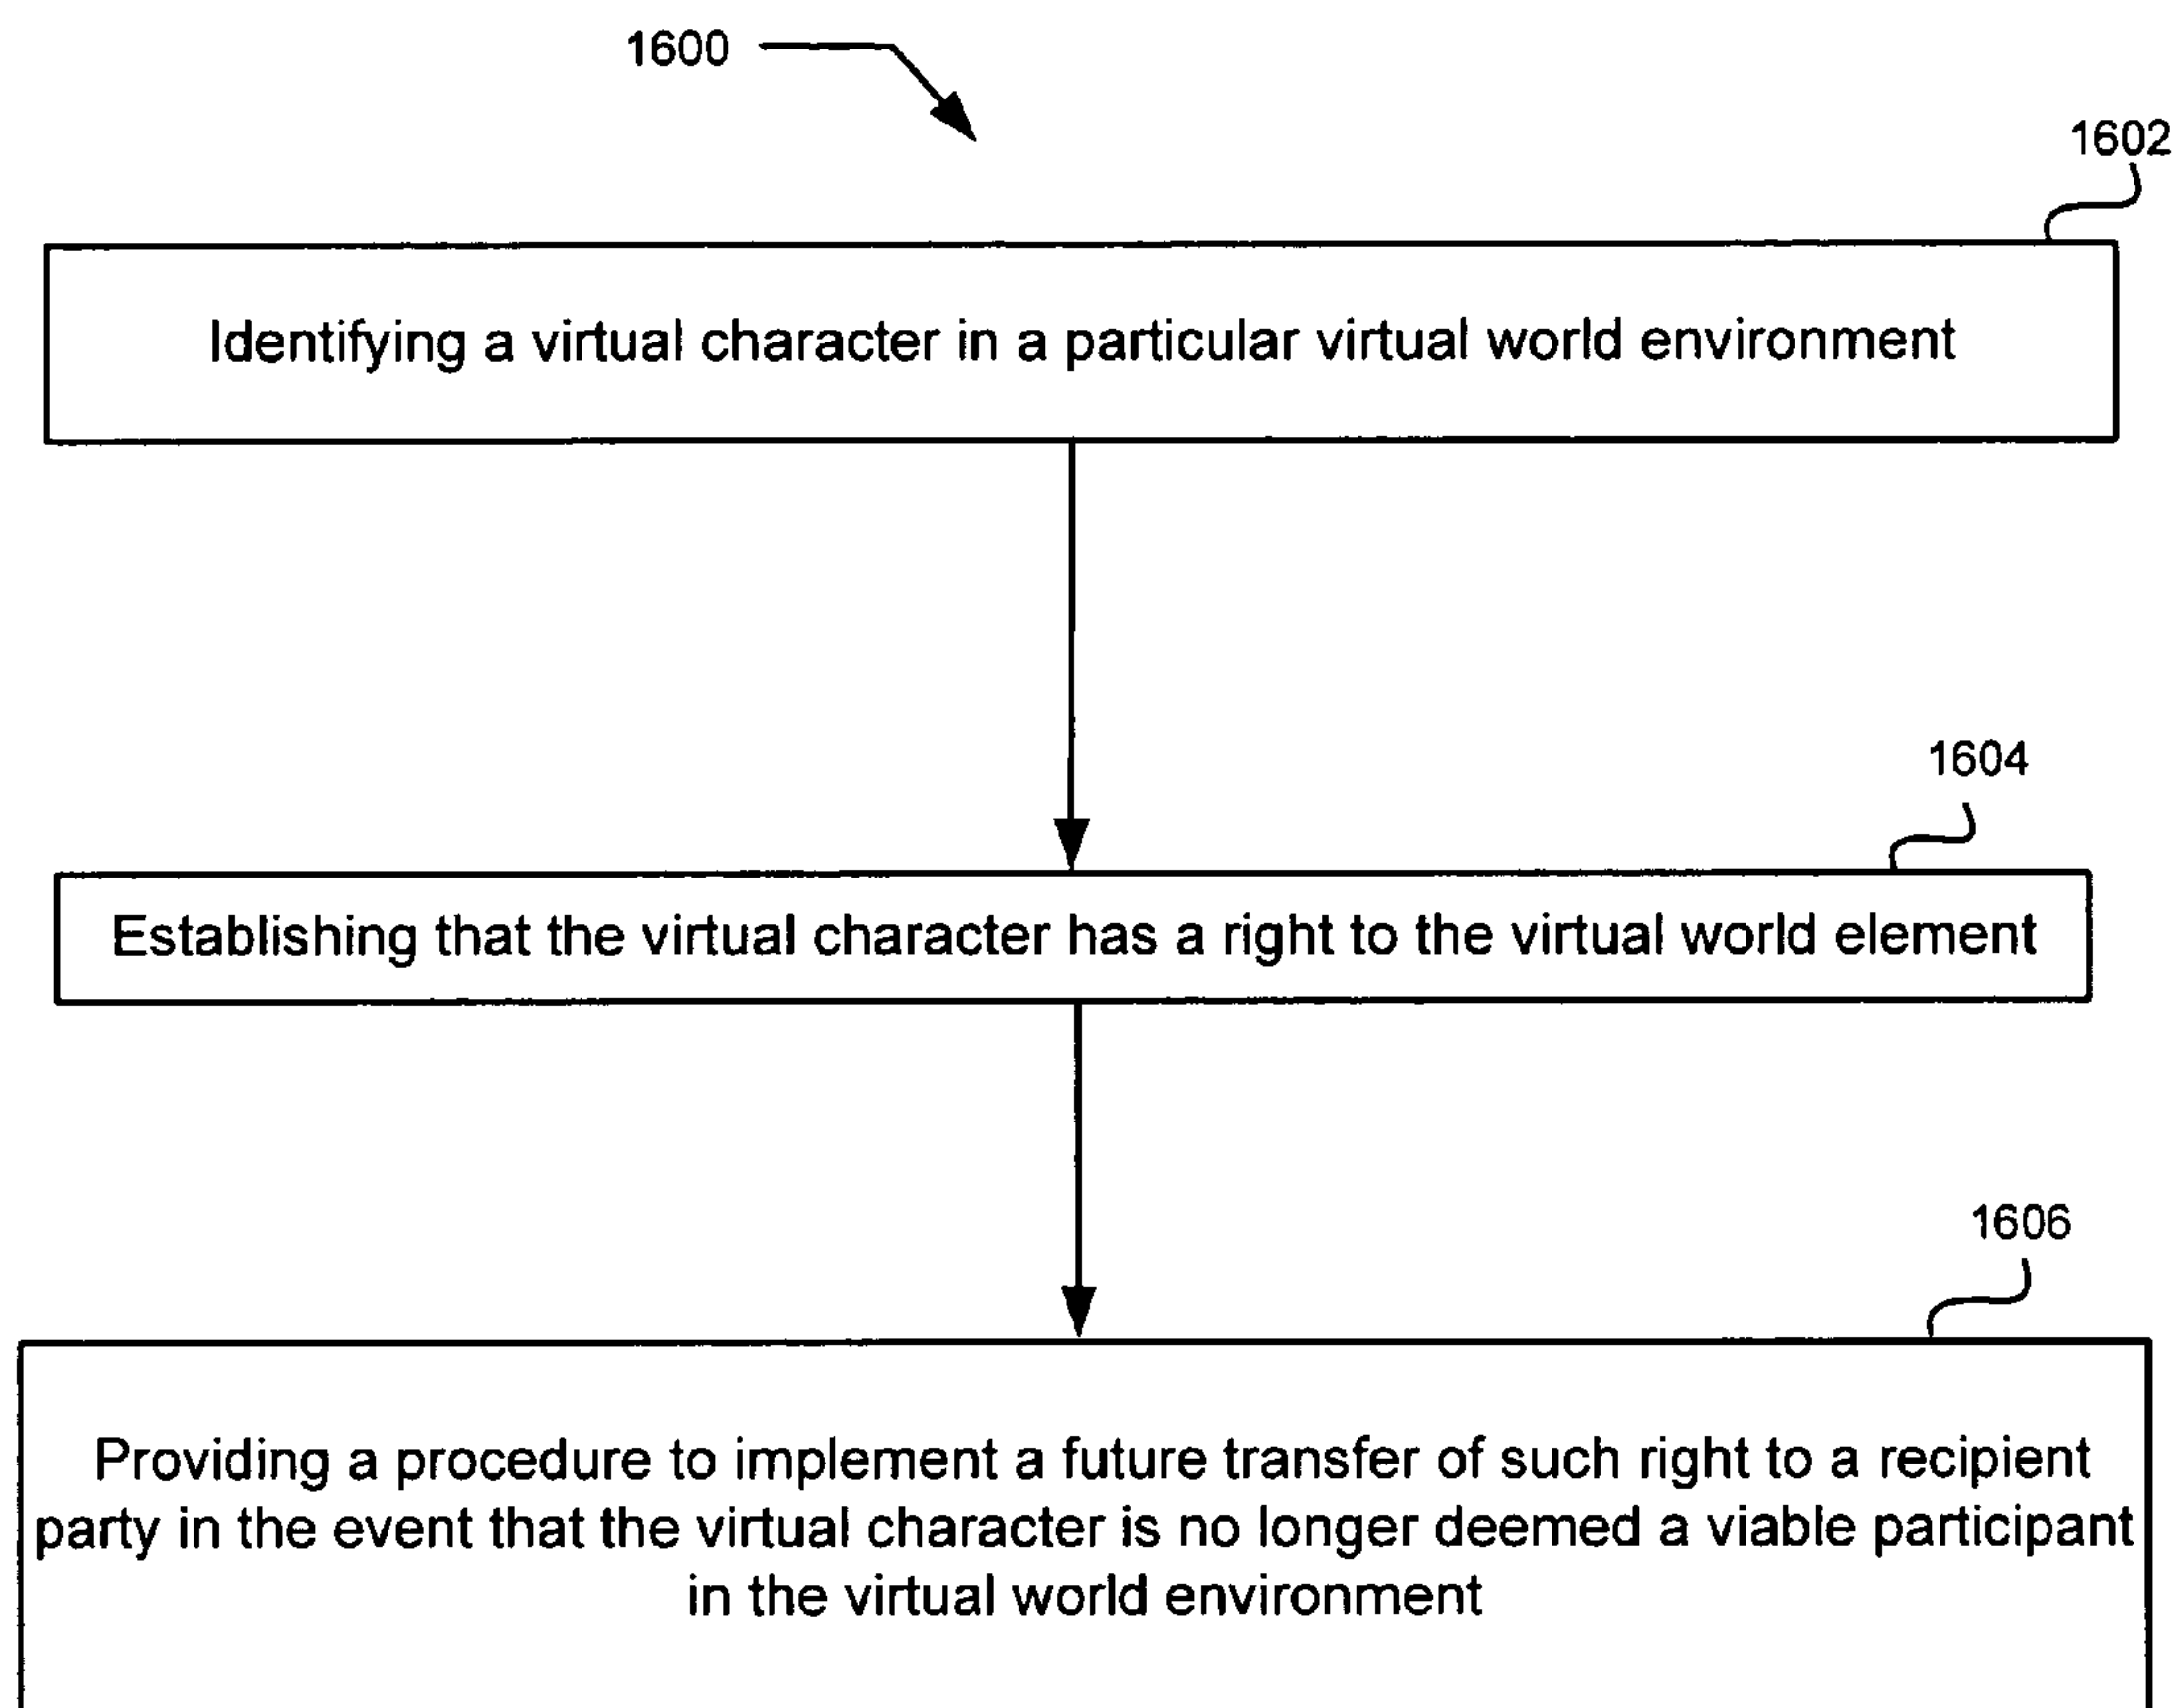 1600
1602
Identifying a virtual character in a particular virtual world environment
1604
Establishing that the virtual character has a right to the virtual world element
1606
Providing a procedure to implement a future transfer of such right to a recipient
party in the event that the virtual character is no longer deemed a viable participant
in the virtual world environment